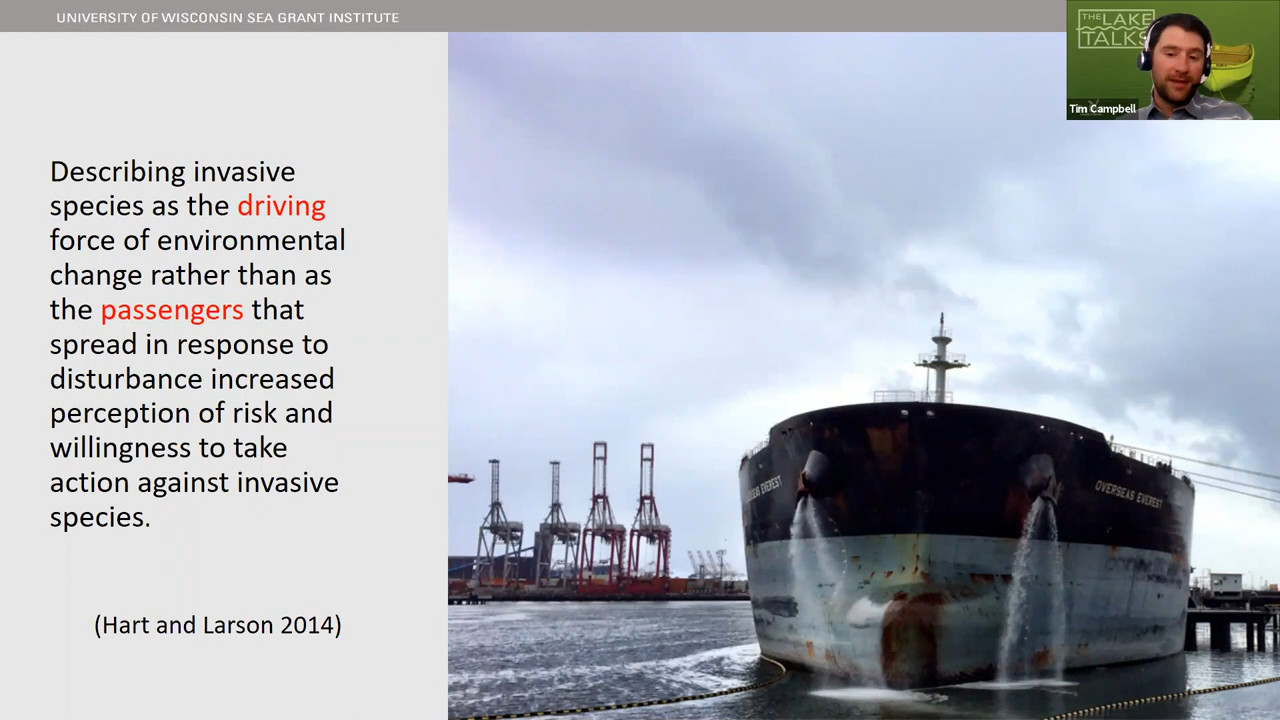 UNIVERSITY OF WISCONSIN SEA GRANT INSTITUTE
THE LAKE
TALKS
Tim Campbell
Describing invasive
species as the driving
force of environmental
change rather than as
the passengers that
spread in response to
disturbance increased
perception of risk and
willingness to take
action against invasive
species.
(Hart and Larson 2014)
EVEREST
OVERSEAS EVEREST